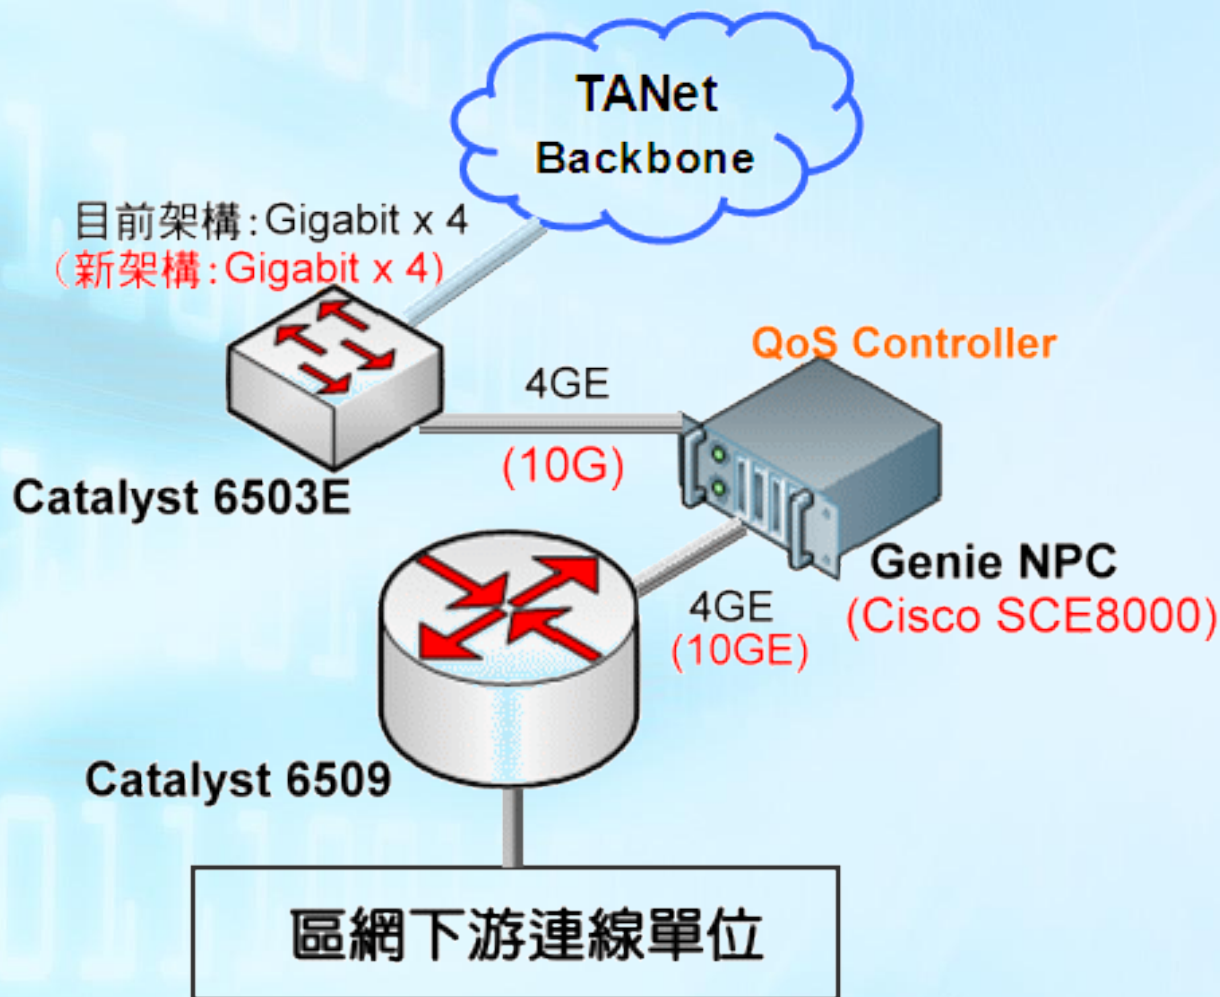 TANet
Backbone
目前架構:Gigabit x 4
(新架構:Gigabit x 4)
QoS Controller
4GE
(10G)
Catalyst 6503E
Genie NPC
(Cisco SCE8000)
4GE
(10GE)
Catalyst 6509
區網下游連線單位